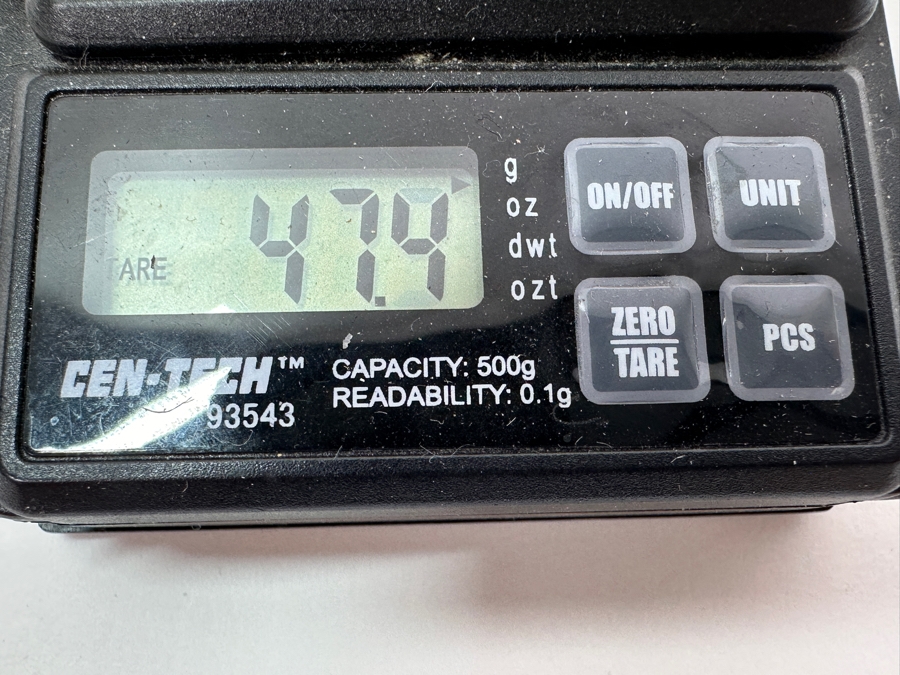 47.9
TARE
g
oz
dwt
ozt
ON/OFF
UNIT
ZERO
TARE
PCS
CEN-TECH™
93543
CAPACITY: 500g
READABILITY: 0.1g